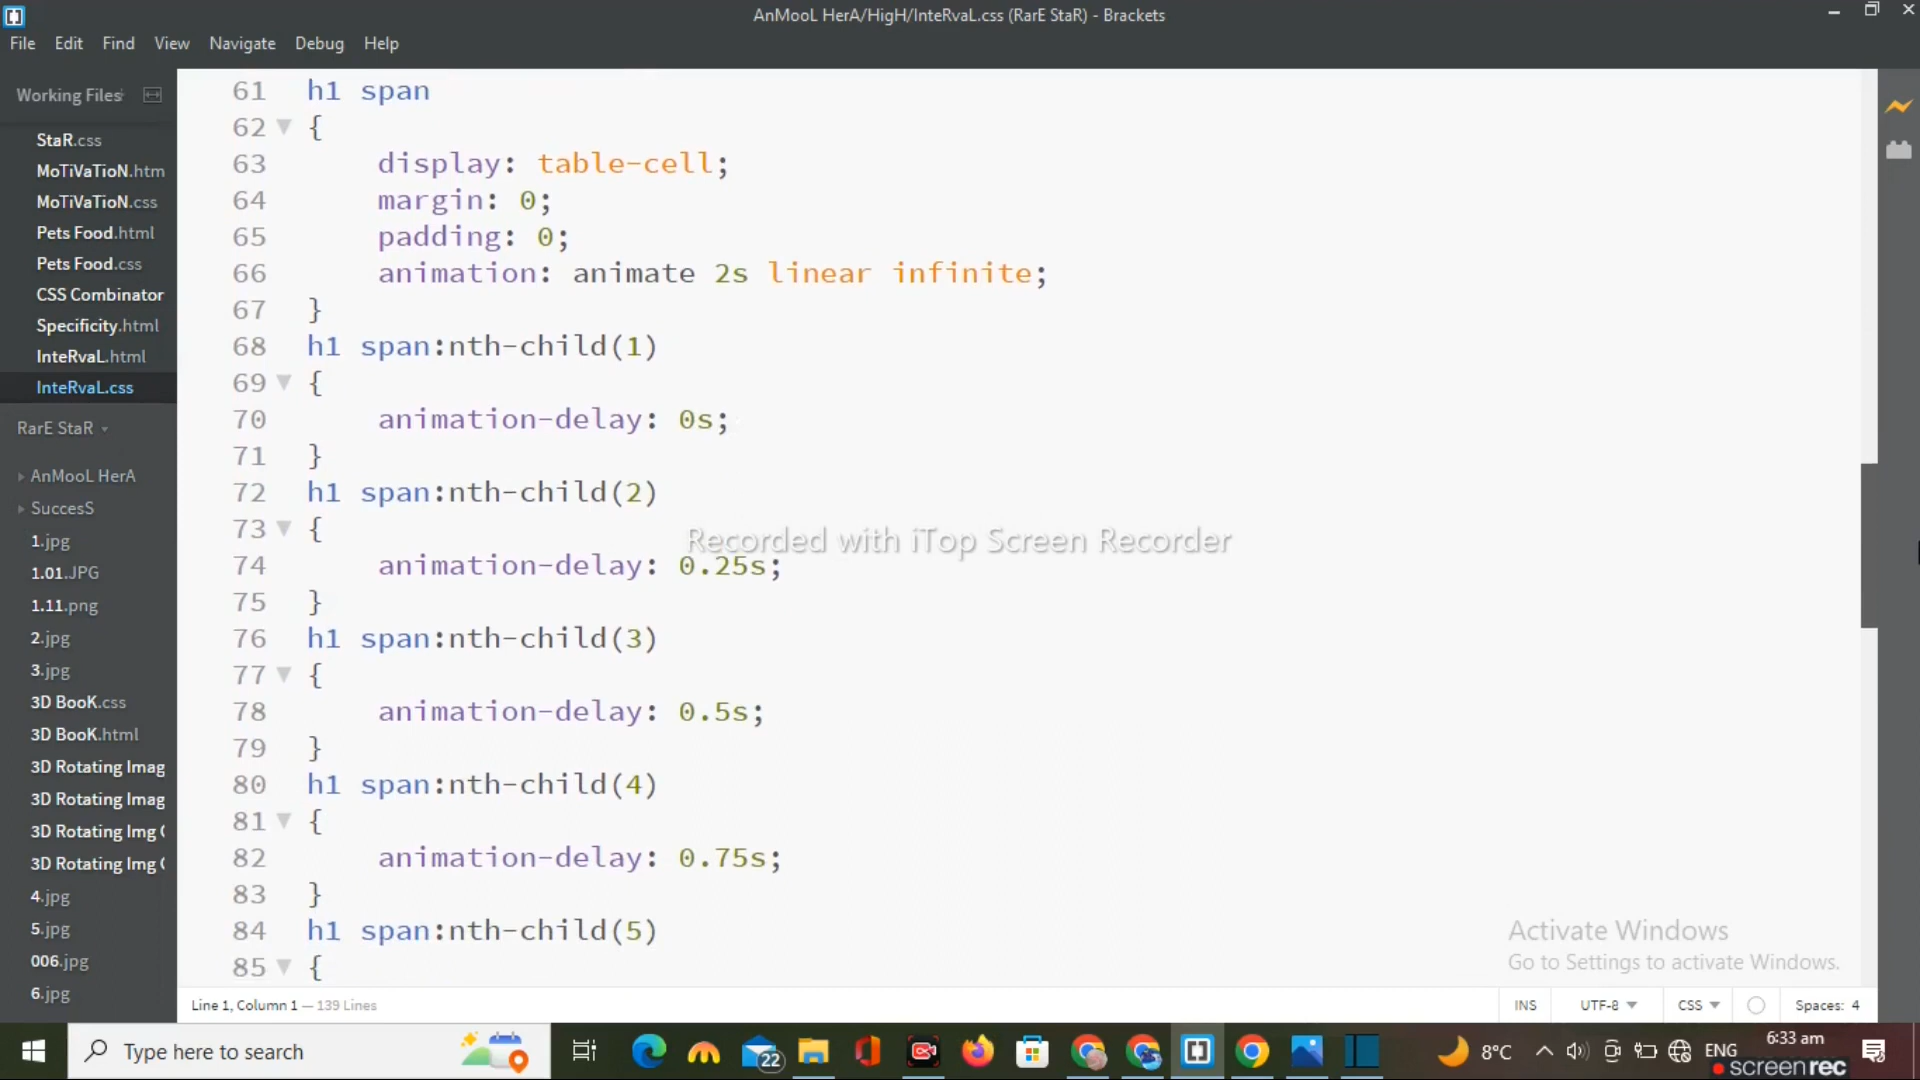 AnMooL HerA/HigH/InteRvaL.css (RarE StaR) - Brackets
File Edit Find View Navigate Debug Help
Working Files
StaR.css
MoTiVaTioN.htm
MoTiVaTioN.css
Pets Food.html
Pets Food.css
CSS Combinator
Specificity.html
InteRvaL.html
InteRvaL.css
RarE StaR
AnMooL HerA
SuccesS
1.jpg
1.01.JPG
1.11.png
2.jpg
3.jpg
3D BooK.css
3D BooK.html
3D Rotating Imag
3D Rotating Imag
3D Rotating Img (
3D Rotating Img (
4.jpg
5.jpg
006.jpg
6.jpg
61 h1 span
62 {
63 display: table-cell;
64 margin: 0;
65 padding: 0;
66 animation: animate 2s linear infinite;
67 }
68 h1 span:nth-child(1)
69 {
70 animation-delay: 0s;
71 }
72 h1 span:nth-child(2)
73 {
Recorded with iTop Screen Recorder
74 animation-delay: 0.25s;
75 }
76 h1 span:nth-child(3)
77 {
78 animation-delay: 0.5s;
79 }
80 h1 span:nth-child(4)
81 {
82 animation-delay: 0.75s;
83 }
84 h1 span:nth-child(5)
85 {
Activate Windows
Go to Settings to activate Windows.
Line 1, Column 1 — 139 Lines
INS UTF-8 CSS Spaces: 4
Type here to search
22
8°C
ENG
6:33 am
screenrec